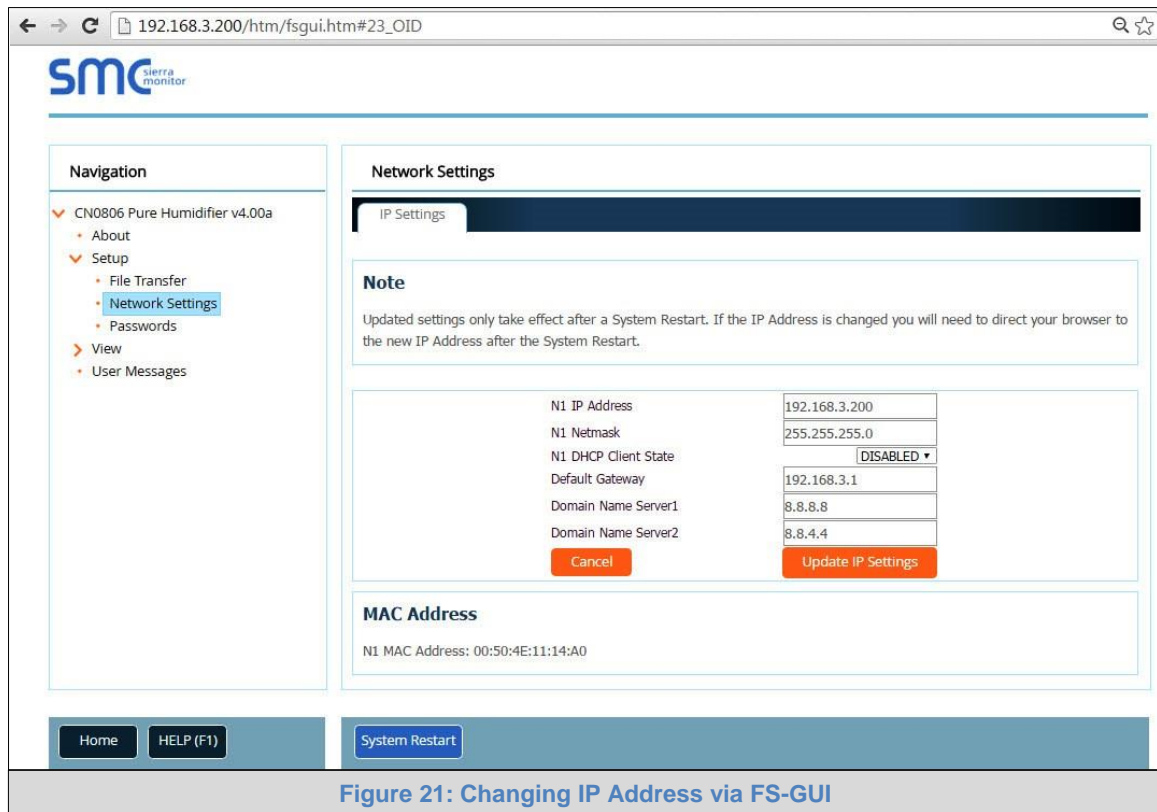 192.168.3.200/htm/fsgui.htm#23_OID
smc sierra monitor
Navigation
CN0806 Pure Humidifier v4.00a
About
Setup
File Transfer
Network Settings
Passwords
View
User Messages
Network Settings
IP Settings
Note
Updated settings only take effect after a System Restart. If the IP Address is changed you will need to direct your browser to
the new IP Address after the System Restart.
N1 IP Address 192.168.3.200
N1 Netmask 255.255.255.0
N1 DHCP Client State DISABLED
Default Gateway 192.168.3.1
Domain Name Server1 8.8.8.8
Domain Name Server2 8.8.4.4
Cancel Update IP Settings
MAC Address
N1 MAC Address: 00:50:4E:11:14:A0
Home HELP (F1) System Restart
Figure 21: Changing IP Address via FS-GUI